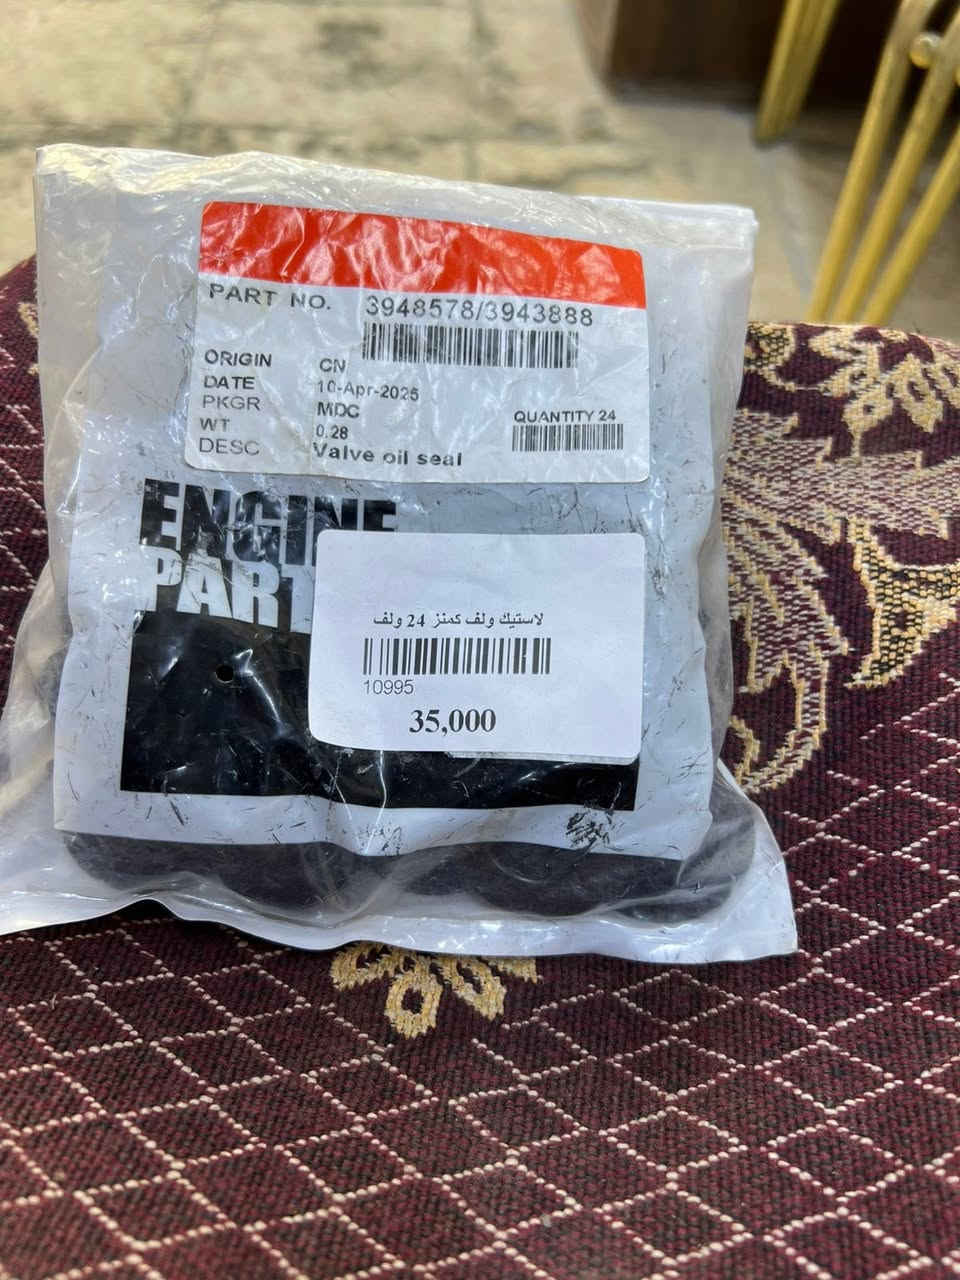 PART NO. 3948578/3943888
ORIGIN CN
DATE 10-Apr-2025
PKGR MDC
WT 0.28
DESC Valve oil seal
QUANTITY 24
ENGINE
PART
لاستيك ولف كمنز 24 ولف
10995
35,000